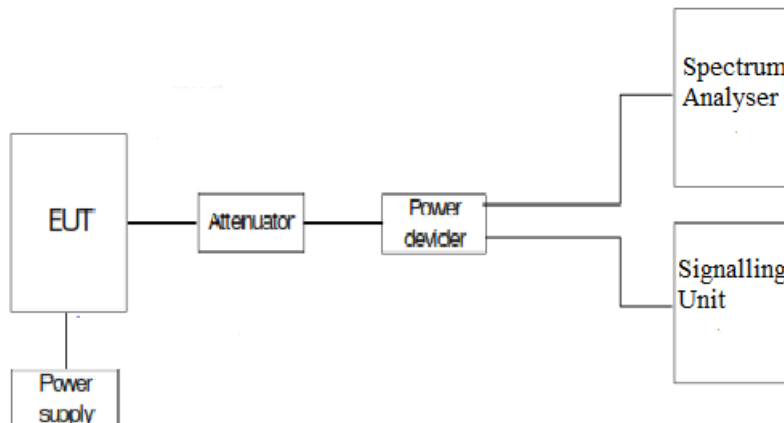 Spectrum
Analyser
EUT
Attenuator
Power
devider
Signalling
Unit
Power
supply